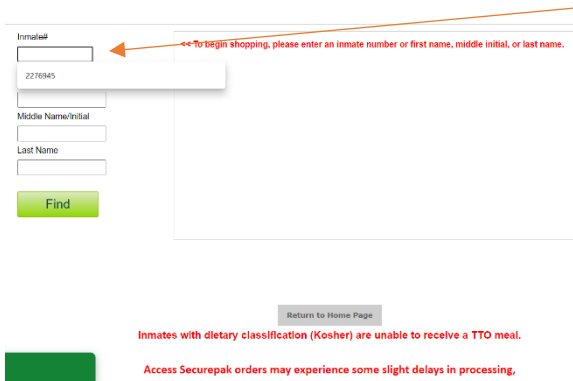 Inmate#
<< To begin shopping, please enter an inmate number or first name, middle initial, or last name.
2276945
Middle Name/Initial
Last Name
Find
Return to Home Page
Inmates with dietary classification (Kosher) are unable to receive a TTO meal.
Access Securepak orders may experience some slight delays in processing,